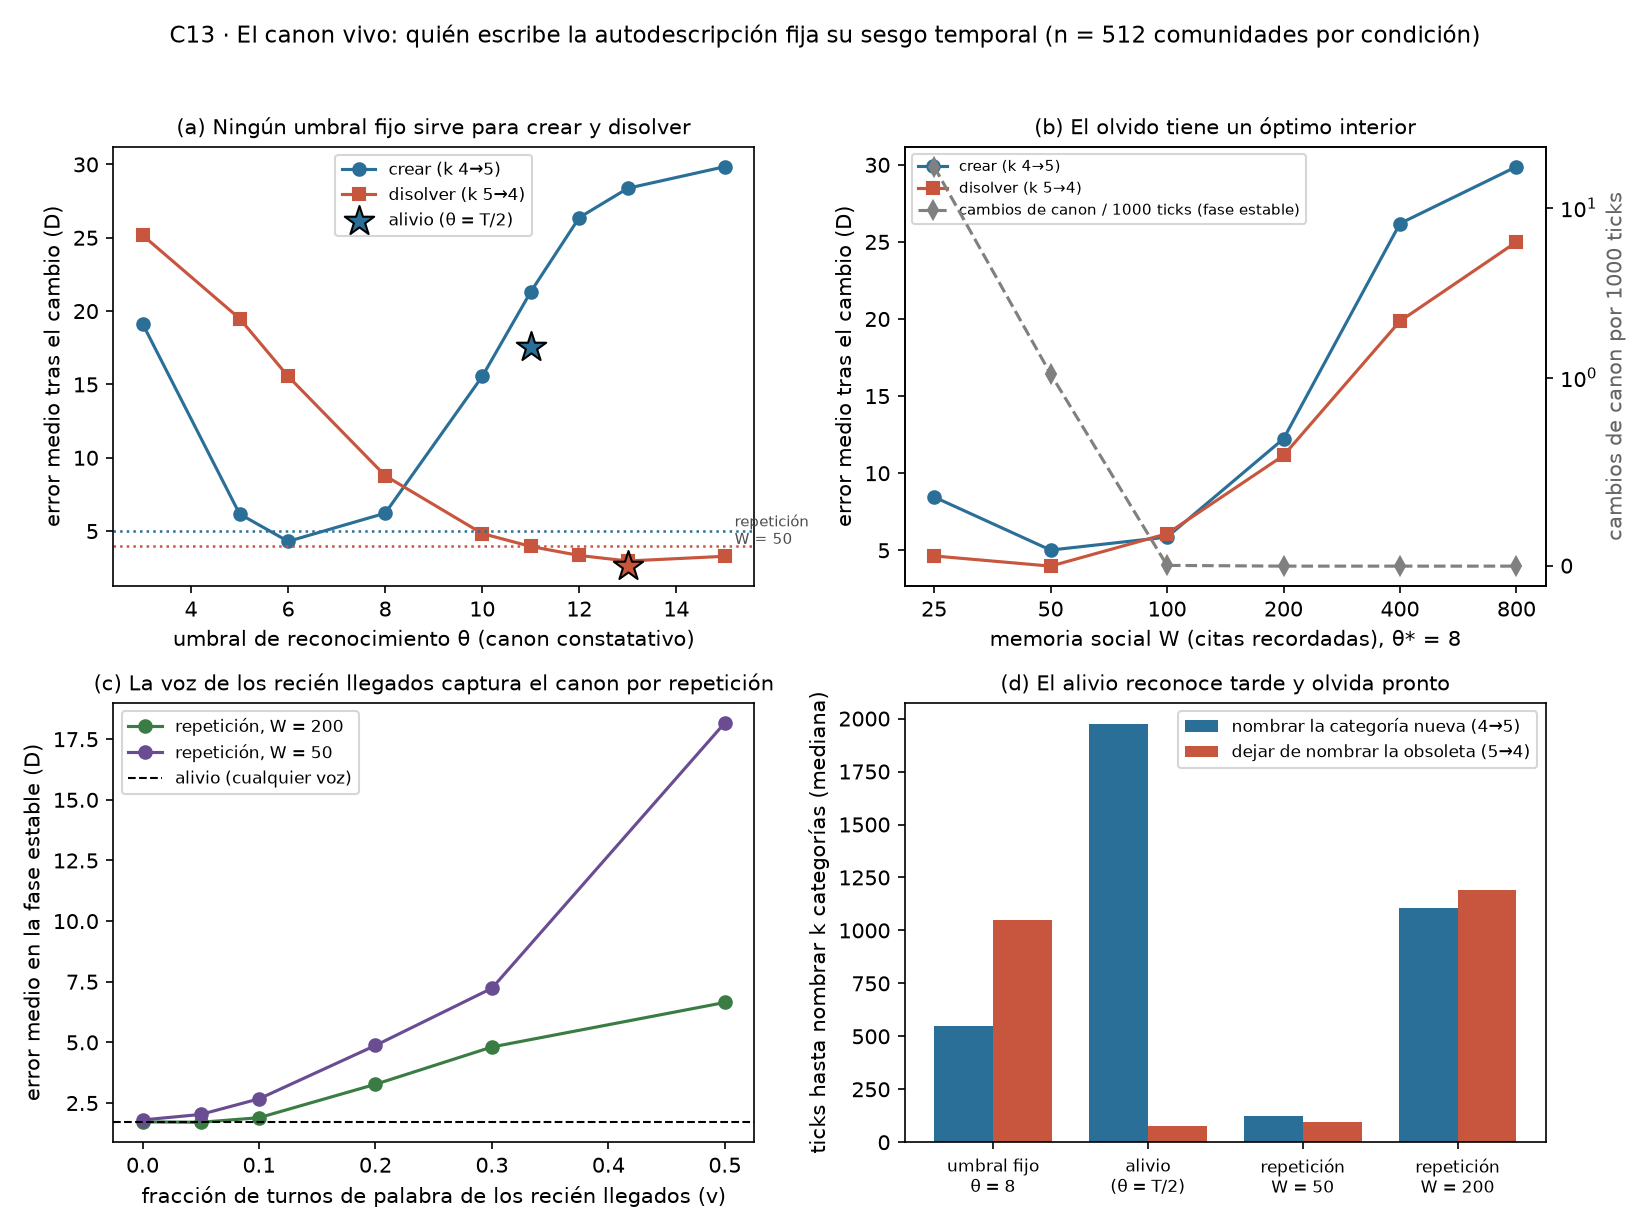 C13 · El canon vivo: quién escribe la autodescripción fija su sesgo temporal (n = 512 comunidades por condición)
(a) Ningún umbral fijo sirve para crear y disolver
crear (k 4→5)
disolver (k 5→4)
alivio (θ = T/2)
error medio tras el cambio (D)
30
25
20
15
10
5
repetición
W = 50
4
6
8
10
12
14
umbral de reconocimiento θ (canon constatativo)
(b) El olvido tiene un óptimo interior
crear (k 4→5)
disolver (k 5→4)
cambios de canon / 1000 ticks (fase estable)
error medio tras el cambio (D)
30
25
20
15
10
5
10¹
10⁰
0
cambios de canon por 1000 ticks
25
50
100
200
400
800
memoria social W (citas recordadas), θ* = 8
(c) La voz de los recién llegados captura el canon por repetición
repetición, W = 200
repetición, W = 50
alivio (cualquier voz)
error medio en la fase estable (D)
17.5
15.0
12.5
10.0
7.5
5.0
2.5
0.0
0.1
0.2
0.3
0.4
0.5
fracción de turnos de palabra de los recién llegados (v)
(d) El alivio reconoce tarde y olvida pronto
nombrar la categoría nueva (4→5)
dejar de nombrar la obsoleta (5→4)
ticks hasta nombrar k categorías (mediana)
2000
1750
1500
1250
1000
750
500
250
0
umbral fijo
θ = 8
alivio
(θ = T/2)
repetición
W = 50
repetición
W = 200